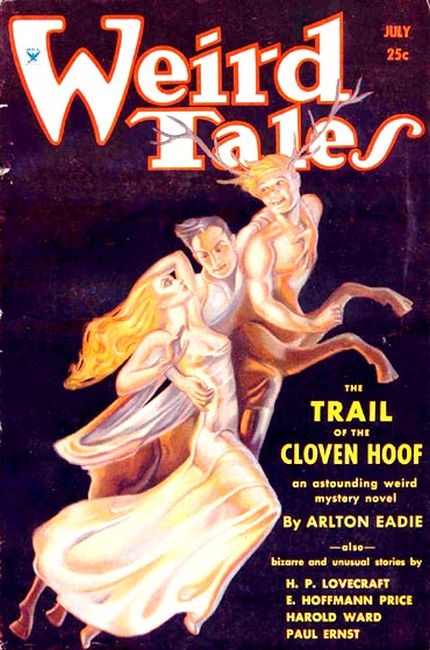 Weird
Tales
JULY
25c
THE
TRAIL
OF THE
CLOVEN HOOF
an astounding weird
mystery novel
By ARLTON EADIE
—also—
bizarre and unusual stories by
H. P. LOVECRAFT
E. HOFFMANN PRICE
HAROLD WARD
PAUL ERNST